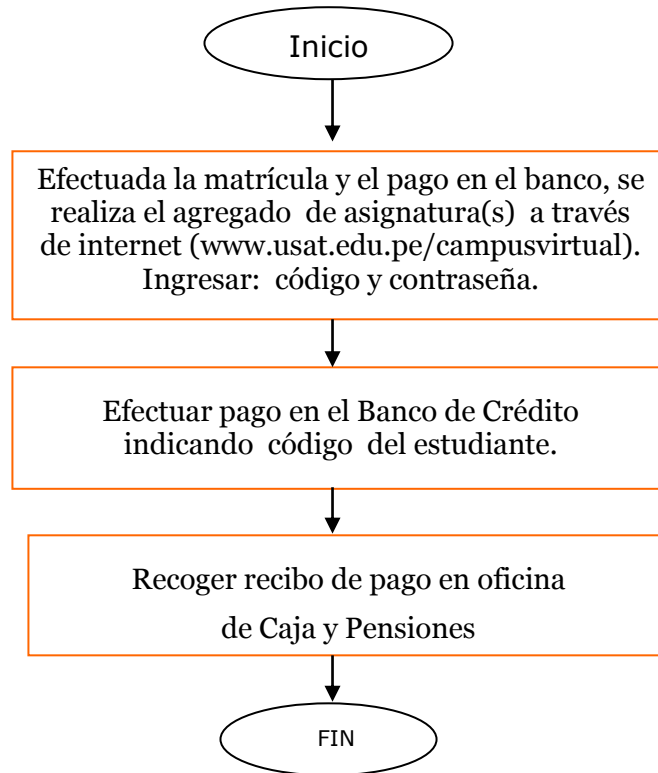 Inicio
Efectuada la matrícula y el pago en el banco, se
realiza el agregado de asignatura(s) a través
de internet (www.usat.edu.pe/campusvirtual).
Ingresar: código y contraseña.
Efectuar pago en el Banco de Crédito
indicando código del estudiante.
Recoger recibo de pago en oficina
de Caja y Pensiones
FIN